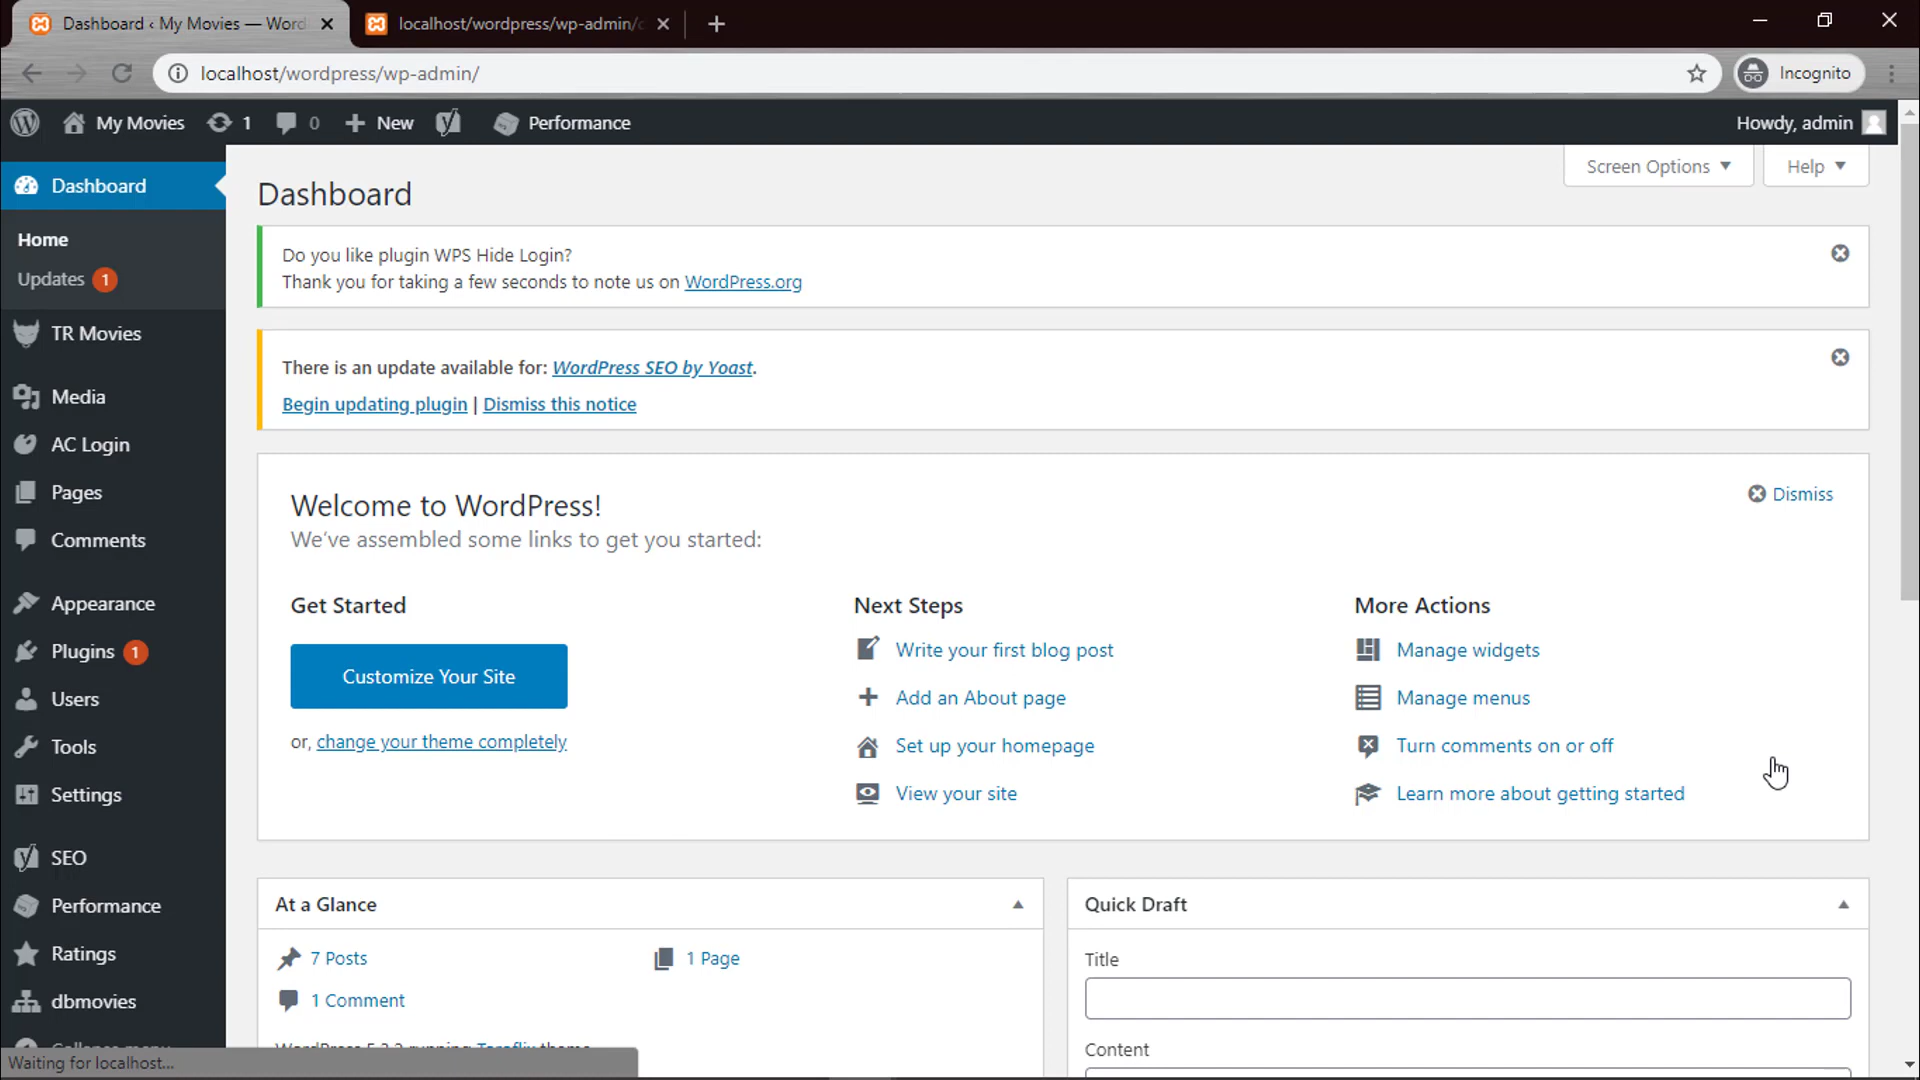 Dashboard ‹ My Movies — Word
localhost/wordpress/wp-admin/
localhost/wordpress/wp-admin/
Incognito
My Movies
1
0
New
Performance
Howdy, admin
Dashboard
Home
Updates 1
TR Movies
Media
AC Login
Pages
Comments
Appearance
Plugins 1
Users
Tools
Settings
SEO
Performance
Ratings
dbmovies
Collapse menu
Waiting for localhost...
Screen Options
Help
Dashboard
Do you like plugin WPS Hide Login?
Thank you for taking a few seconds to note us on WordPress.org
There is an update available for: WordPress SEO by Yoast.
Begin updating plugin | Dismiss this notice
Welcome to WordPress!
We've assembled some links to get you started:
Dismiss
Get Started
Customize Your Site
or, change your theme completely
Next Steps
Write your first blog post
Add an About page
Set up your homepage
View your site
More Actions
Manage widgets
Manage menus
Turn comments on or off
Learn more about getting started
At a Glance
7 Posts
1 Page
1 Comment
WordPress 5.3.2 running Toroflix theme
Quick Draft
Title
Content